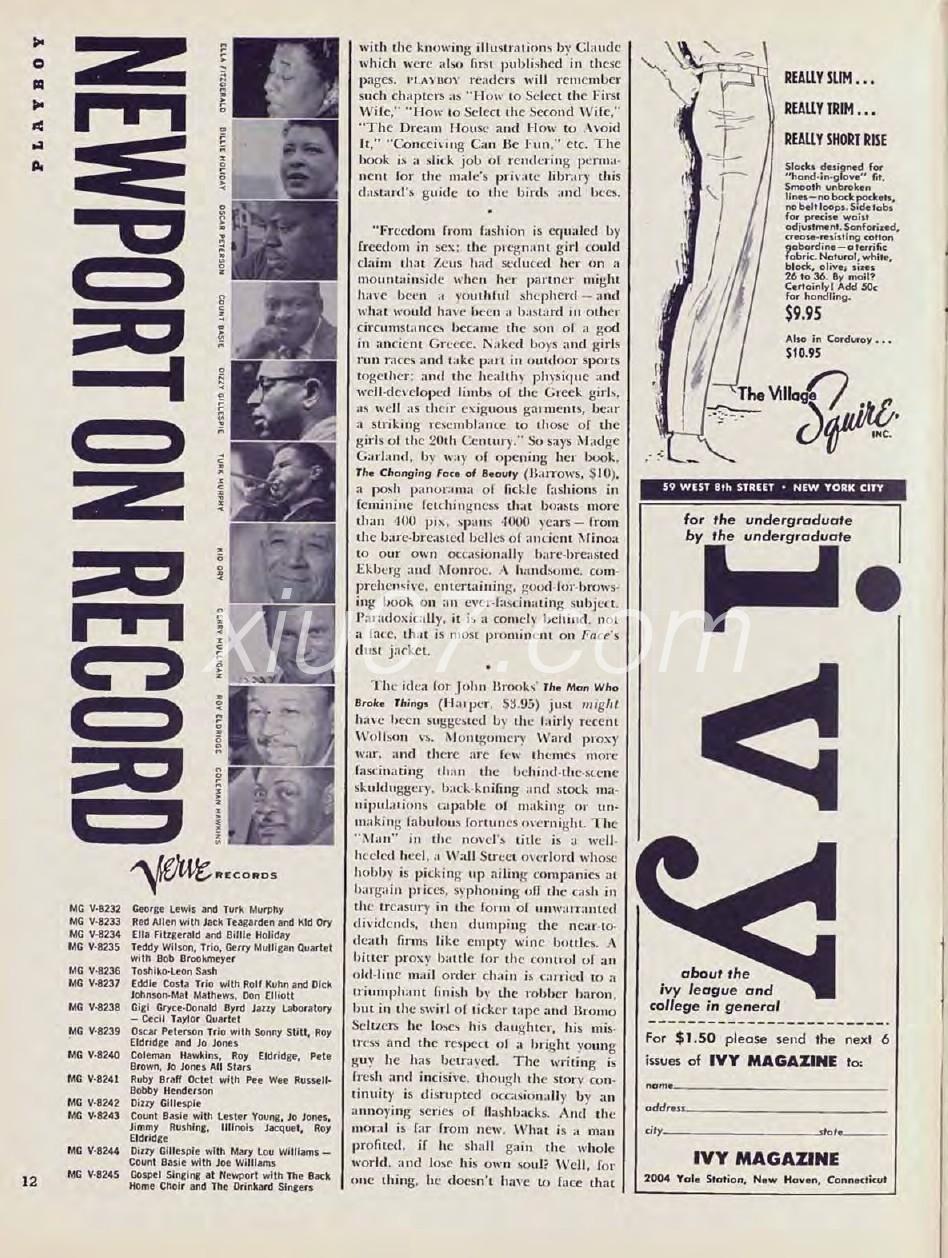 PLAYBOY
NEWPORT ON RECORD
ELLA FITZGERALD
BILLIE HOLIDAY
OSCAR PETERSON
COUNT BASIE
DIZZY GILLESPIE
TURK MURPHY
KID ORY
GERRY MULLIGAN
ROY ELDRIDGE
COLEMAN HAWKINS
Verve RECORDS
MG V-8232 George Lewis and Turk Murphy
MG V-8233 Red Allen with Jack Teagarden and Kid Ory
MG V-8234 Ella Fitzgerald and Billie Holiday
MG V-8235 Teddy Wilson, Trio, Gerry Mulligan Quartet
with Bob Brookmeyer
MG V-8236 Toshiko-Leon Sash
MG V-8237 Eddie Costa Trio with Rolf Kuhn and Dick
Johnson-Mat Mathews, Don Elliott
MG V-8238 Gigi Gryce-Donald Byrd Jazzy Laboratory
— Cecil Taylor Quartet
MG V-8239 Oscar Peterson Trio with Sonny Stitt, Roy
Eldridge and Jo Jones
MG V-8240 Coleman Hawkins, Roy Eldridge, Pete
Brown, Jo Jones All Stars
MG V-8241 Ruby Braff Octet with Pee Wee Russell-
Bobby Henderson
MG V-8242 Dizzy Gillespie
MG V-8243 Count Basie with Lester Young, Jo Jones,
Jimmy Rushing, Illinois Jacquet, Roy
Eldridge
MG V-8244 Dizzy Gillespie with Mary Lou Williams —
Count Basie with Joe Williams
MG V-8245 Gospel Singing at Newport with The Back
Home Choir and The Drinkard Singers
12
with the knowing illustrations by Claude
which were also first published in these
pages. PLAYBOY readers will remember
such chapters as "How to Select the First
Wife," "How to Select the Second Wife,"
"The Dream House and How to Avoid
It," "Conceiving Can Be Fun," etc. The
book is a slick job of rendering perma-
nent for the male's private library this
dastard's guide to the birds and bees.
•
"Freedom from fashion is equaled by
freedom in sex; the pregnant girl could
claim that Zeus had seduced her on a
mountainside when her partner might
have been a youthful shepherd — and
what would have been a bastard in other
circumstances became the son of a god
in ancient Greece. Naked boys and girls
run races and take part in outdoor sports
together; and the healthy physique and
well-developed limbs of the Greek girls,
as well as their exiguous garments, bear
a striking resemblance to those of the
girls of the 20th Century." So says Madge
Garland, by way of opening her book,
The Changing Face of Beauty (Barrows, $10),
a posh panorama of fickle fashions in
feminine fetchingness that boasts more
than 400 pix, spans 4000 years — from
the bare-breasted belles of ancient Minoa
to our own occasionally bare-breasted
Ekberg and Monroe. A handsome, com-
prehensive, entertaining, good-for-brows-
ing book on an ever-fascinating subject.
Paradoxically, it is a comely behind, not
a face, that is most prominent on Face's
dust jacket.
•
The idea for John Brooks' The Man Who
Broke Things (Harper, $3.95) just might
have been suggested by the fairly recent
Wolfson vs. Montgomery Ward proxy
war, and there are few themes more
fascinating than the behind-the-scene
skulduggery, back-knifing and stock ma-
nipulations capable of making or un-
making fabulous fortunes overnight. The
"Man" in the novel's title is a well-
heeled heel, a Wall Street overlord whose
hobby is picking up ailing companies at
bargain prices, syphoning off the cash in
the treasury in the form of unwarranted
dividends, then dumping the near-to-
death firms like empty wine bottles. A
bitter proxy battle for the control of an
old-line mail order chain is carried to a
triumphant finish by the robber baron,
but in the swirl of ticker tape and Bromo
Seltzers he loses his daughter, his mis-
tress and the respect of a bright young
guy he has betrayed. The writing is
fresh and incisive, though the story con-
tinuity is disrupted occasionally by an
annoying series of flashbacks. And the
moral is far from new. What is a man
profited, if he shall gain the whole
world, and lose his own soul? Well, for
one thing, he doesn't have to face that
REALLY SLIM . . .
REALLY TRIM . . .
REALLY SHORT RISE
Slacks designed for
"hand-in-glove" fit.
Smooth unbroken
lines—no back pockets,
no belt loops. Side tabs
for precise waist
adjustment. Sanforized,
crease-resisting cotton
gabardine—a terrific
fabric. Natural, white,
black, olive; sizes
26 to 36. By mail?
Certainly! Add 50c
for handling.
$9.95
Also in Corduroy . . .
$10.95
The Village
Squire.
INC.
59 WEST 8th STREET • NEW YORK CITY
for the undergraduate
by the undergraduate
ivy
about the
ivy league and
college in general
For $1.50 please send the next 6
issues of IVY MAGAZINE to:
name
address
city state
IVY MAGAZINE
2004 Yale Station, New Haven, Connecticut
xiu67.com